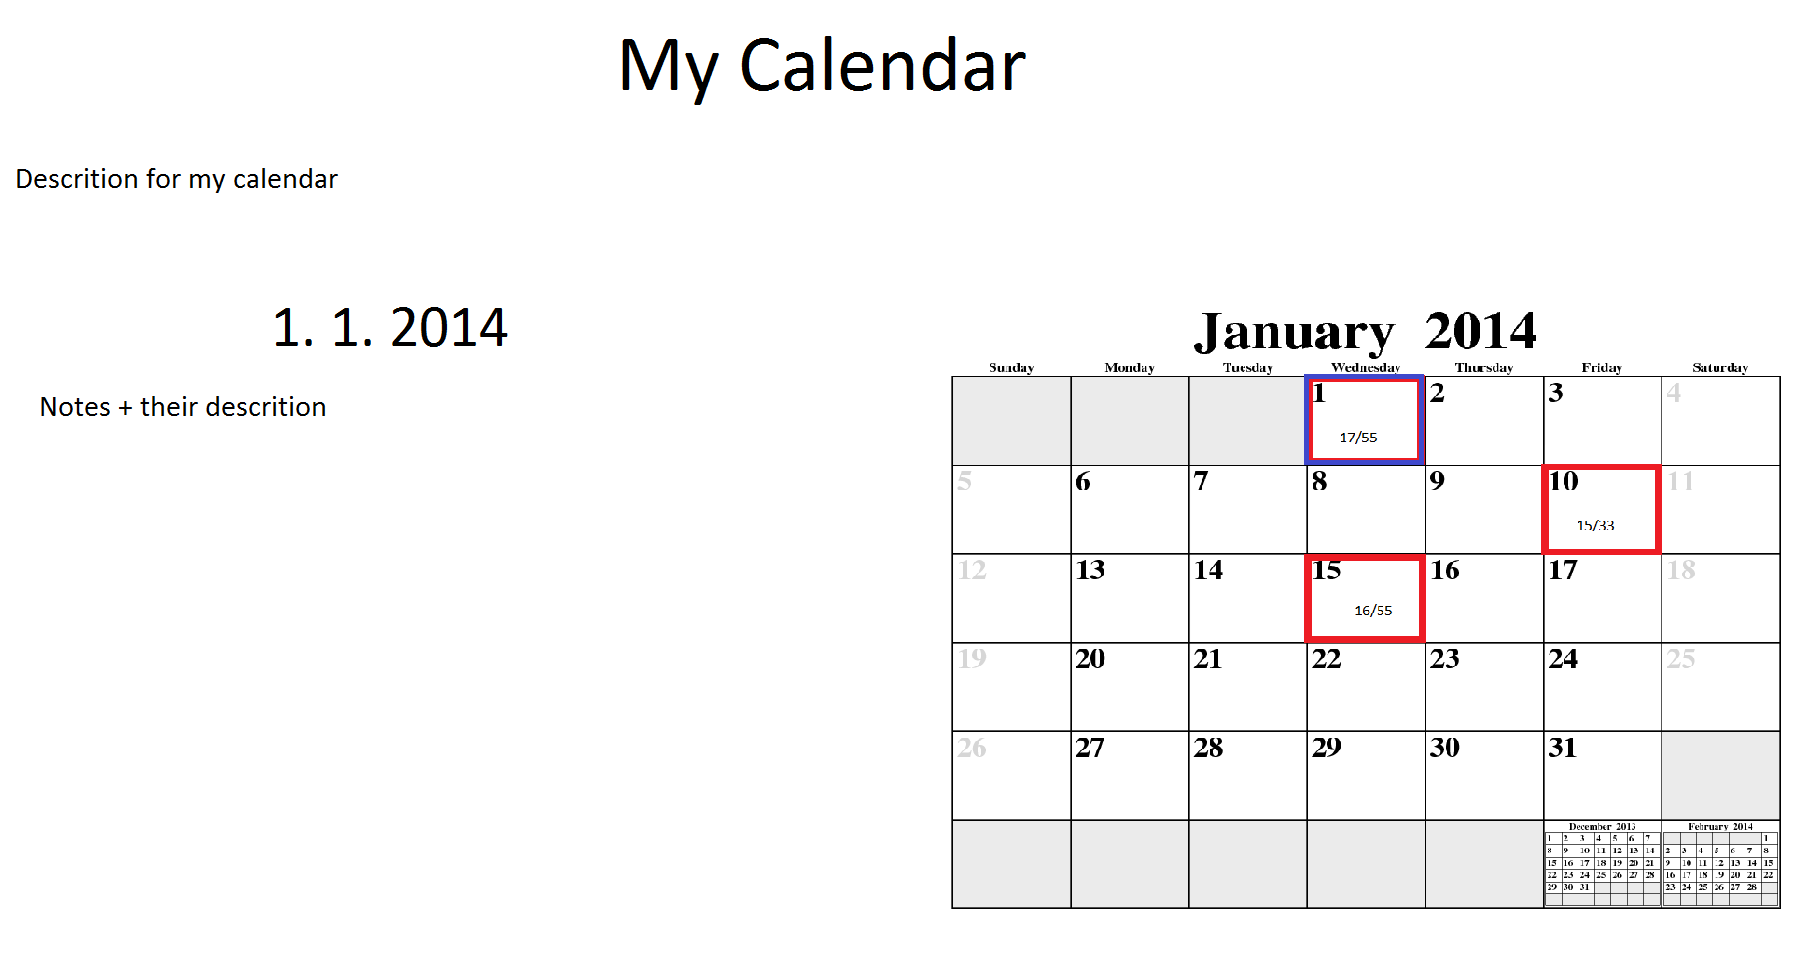 My Calendar
Descrition for my calendar
1. 1. 2014
Notes + their descrition
January 2014
Sunday Monday Tuesday Wednesday Thursday Friday Saturday
1 2 3 4
17/55
5 6 7 8 9 10 11
15/33
12 13 14 15 16 17 18
16/55
19 20 21 22 23 24 25
26 27 28 29 30 31
December 2013
1 2 3 4 5 6 7
8 9 10 11 12 13 14
15 16 17 18 19 20 21
22 23 24 25 26 27 28
29 30 31
February 2014
1
2 3 4 5 6 7 8
9 10 11 12 13 14 15
16 17 18 19 20 21 22
23 24 25 26 27 28